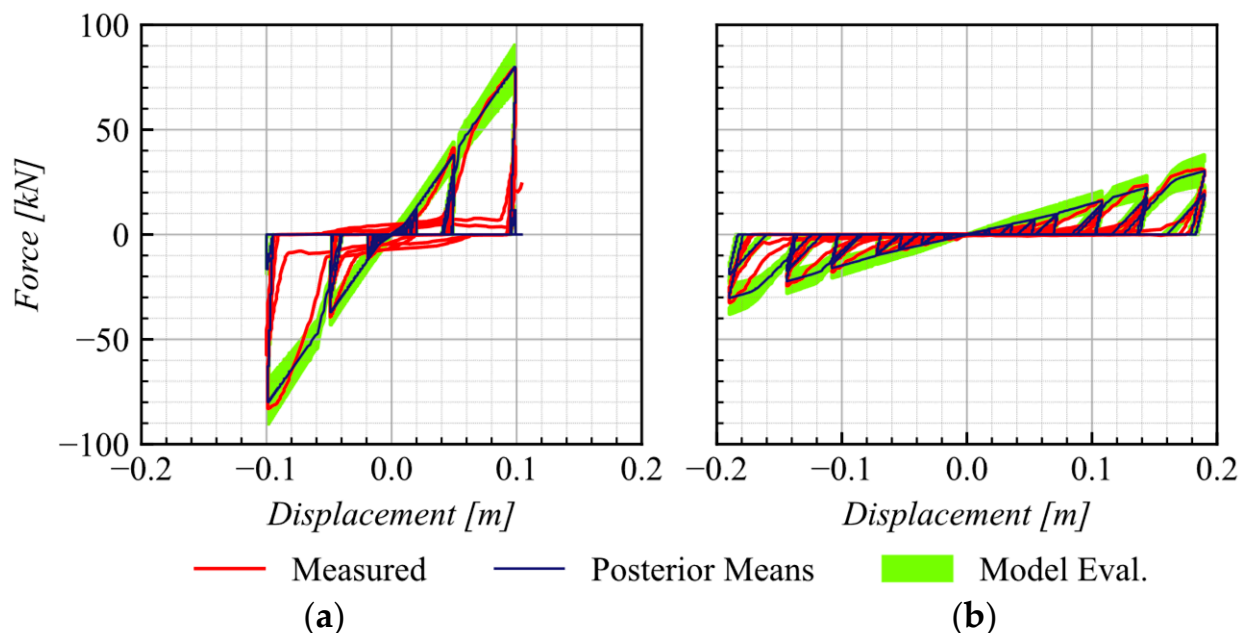 100
50
0
−50
−100
Force [kN]
−0.2 −0.1 0.0 0.1 0.2
−0.2 −0.1 0.0 0.1 0.2
Displacement [m] Displacement [m]
Measured Posterior Means Model Eval.
(a) (b)